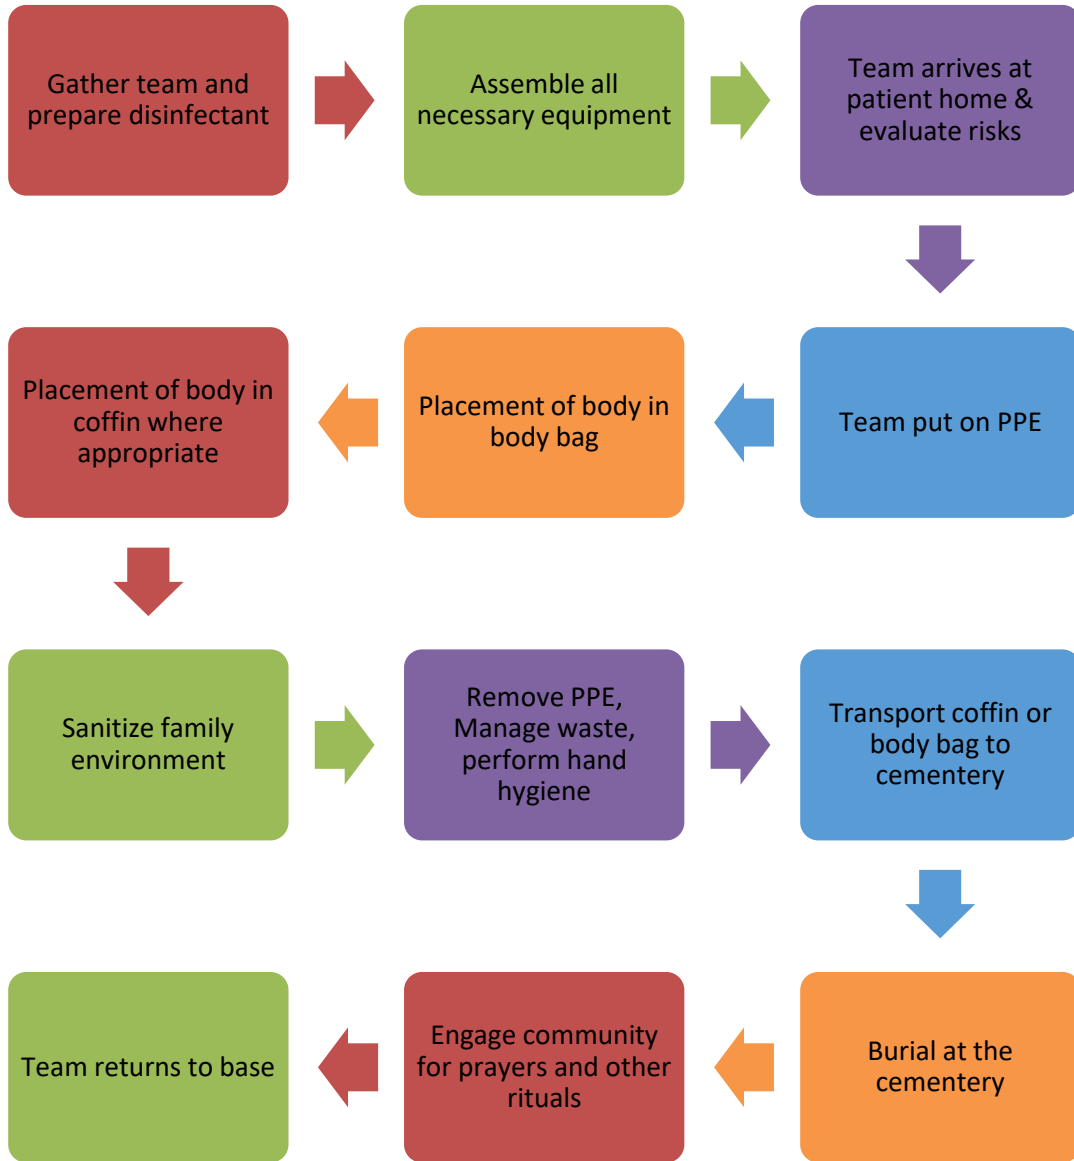 Gather team and
prepare disinfectant
Assemble all
necessary equipment
Team arrives at
patient home &
evaluate risks
Team put on PPE
Placement of body in
body bag
Placement of body in
coffin where
appropriate
Sanitize family
environment
Remove PPE,
Manage waste,
perform hand
hygiene
Transport coffin or
body bag to
cementery
Burial at the
cementery
Engage community
for prayers and other
rituals
Team returns to base